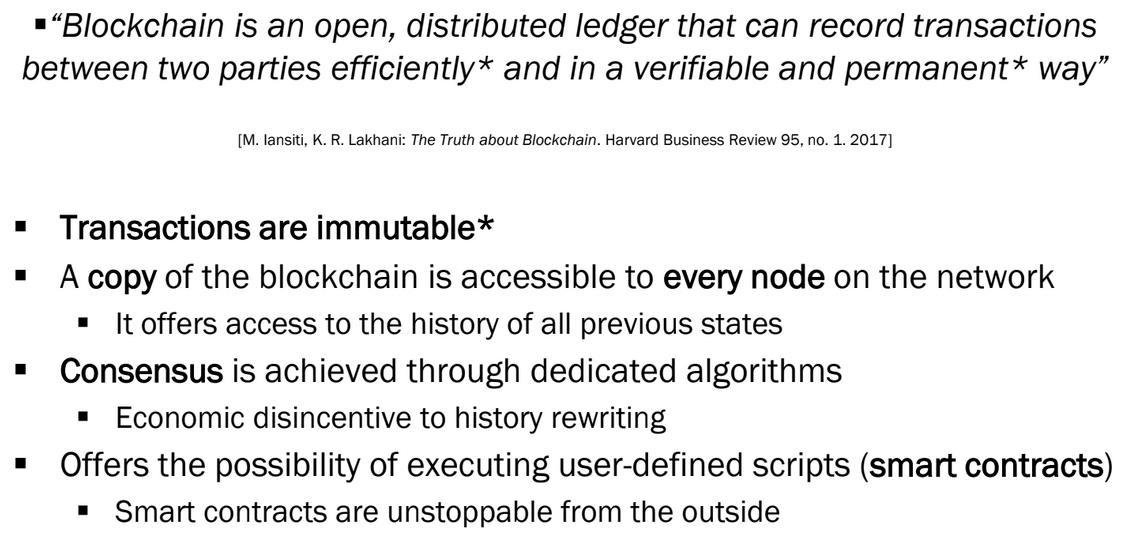 ▪“Blockchain is an open, distributed ledger that can record transactions
between two parties efficiently* and in a verifiable and permanent* way”
[M. Iansiti, K. R. Lakhani: The Truth about Blockchain. Harvard Business Review 95, no. 1. 2017]
▪ Transactions are immutable*
▪ A copy of the blockchain is accessible to every node on the network
▪ It offers access to the history of all previous states
▪ Consensus is achieved through dedicated algorithms
▪ Economic disincentive to history rewriting
▪ Offers the possibility of executing user-defined scripts (smart contracts)
▪ Smart contracts are unstoppable from the outside